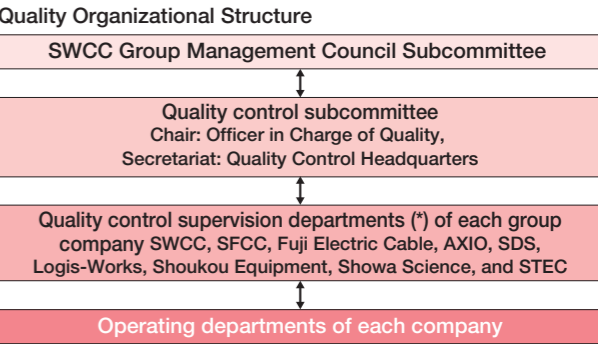 Quality Organizational Structure
SWCC Group Management Council Subcommittee
Quality control subcommittee
Chair: Officer in Charge of Quality,
Secretariat: Quality Control Headquarters
Quality control supervision departments (*) of each group
company SWCC, SFCC, Fuji Electric Cable, AXIO, SDS,
Logis-Works, Shoukou Equipment, Showa Science, and STEC
Operating departments of each company